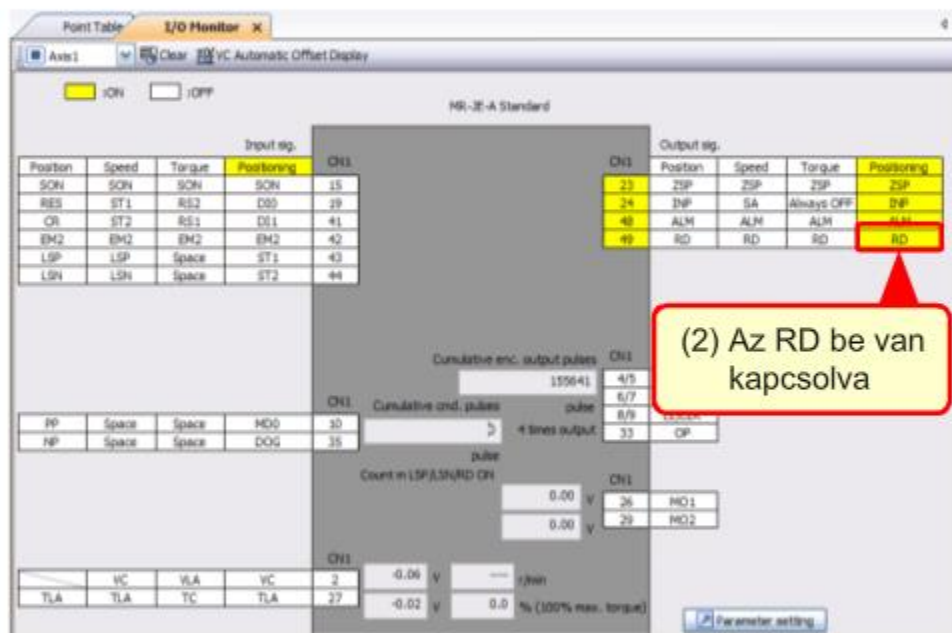 Point Table I/O Monitor ×
Axis1 Clear VC Automatic Offset Display
:ON :OFF
MR-JE-A Standard
Input sig. Output sig.
Position Speed Torque Positioning CN1 CN1 Position Speed Torque Positioning
SON SON SON SON 15 23 ZSP ZSP ZSP ZSP
RES ST1 RS2 DI0 19 24 INP SA Always OFF INP
CR ST2 RS1 DI1 41 48 ALM ALM ALM ALM
EM2 EM2 EM2 EM2 42 49 RD RD RD RD
LSP LSP Space ST1 43
LSN LSN Space ST2 44
(2) Az RD be van
kapcsolva
Cumulative enc. output pulses CN1
155641 4/5
pulse 6/7
CN1 Cumulative cmd. pulses 8/9
PP Space Space MD0 10 4 times output 33 OP
NP Space Space DOG 35
pulse
Count in LSP/LSN/RD ON
CN1
0.00 V 26 MO1
0.00 V 29 MO2
CN1
VC VLA VC 2 -0.06 V ---- r/min
TLA TLA TC TLA 27 -0.02 V 0.0 % (100% max. torque)
Parameter setting